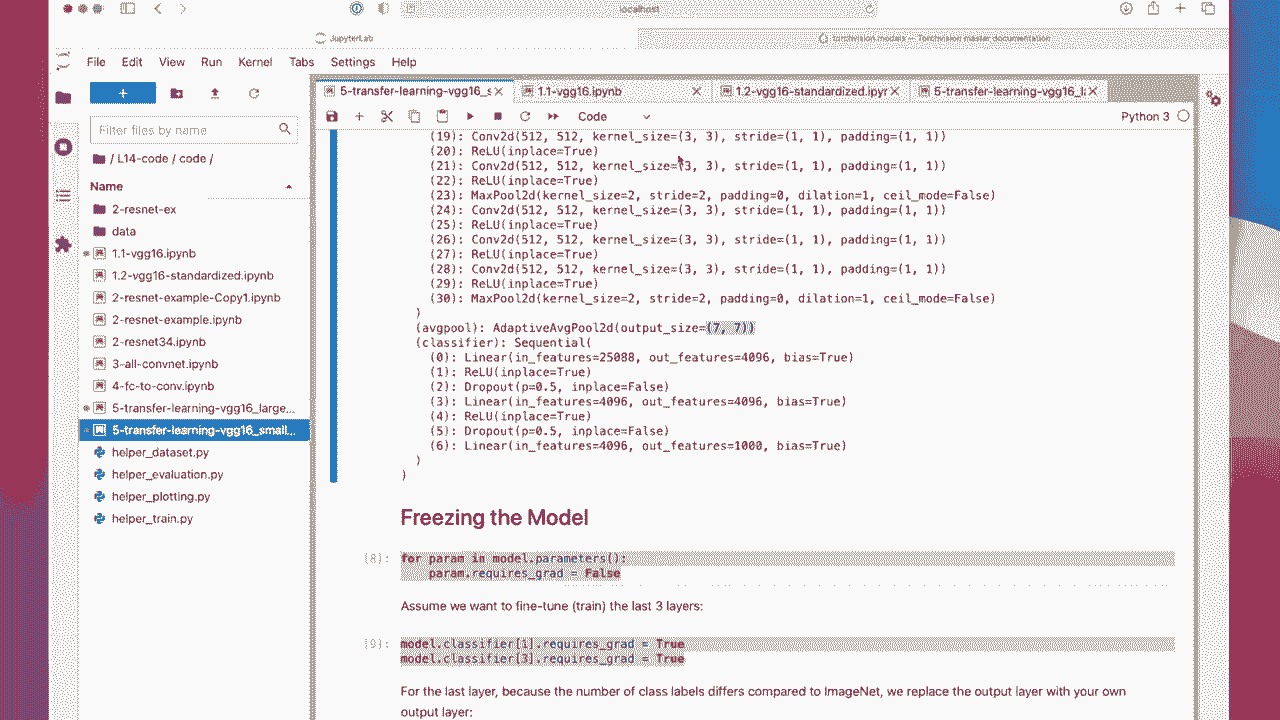 localhost
JupyterLab
torchvision.models — Torchvision master documentation
File Edit View Run Kernel Tabs Settings Help
5-transfer-learning-vgg16_s
1.1-vgg16.ipynb
1.2-vgg16-standardized.ipyr
5-transfer-learning-vgg16_l
Code
Python 3
Filter files by name
/ L14-code / code /
Name
2-resnet-ex
data
1.1-vgg16.ipynb
1.2-vgg16-standardized.ipynb
2-resnet-example-Copy1.ipynb
2-resnet-example.ipynb
2-resnet34.ipynb
3-all-convnet.ipynb
4-fc-to-conv.ipynb
5-transfer-learning-vgg16_large...
5-transfer-learning-vgg16_small...
helper_dataset.py
helper_evaluation.py
helper_plotting.py
helper_train.py
(19): Conv2d(512, 512, kernel_size=(3, 3), stride=(1, 1), padding=(1, 1))
(20): ReLU(inplace=True)
(21): Conv2d(512, 512, kernel_size=(3, 3), stride=(1, 1), padding=(1, 1))
(22): ReLU(inplace=True)
(23): MaxPool2d(kernel_size=2, stride=2, padding=0, dilation=1, ceil_mode=False)
(24): Conv2d(512, 512, kernel_size=(3, 3), stride=(1, 1), padding=(1, 1))
(25): ReLU(inplace=True)
(26): Conv2d(512, 512, kernel_size=(3, 3), stride=(1, 1), padding=(1, 1))
(27): ReLU(inplace=True)
(28): Conv2d(512, 512, kernel_size=(3, 3), stride=(1, 1), padding=(1, 1))
(29): ReLU(inplace=True)
(30): MaxPool2d(kernel_size=2, stride=2, padding=0, dilation=1, ceil_mode=False)
)
(avgpool): AdaptiveAvgPool2d(output_size=(7, 7))
(classifier): Sequential(
(0): Linear(in_features=25088, out_features=4096, bias=True)
(1): ReLU(inplace=True)
(2): Dropout(p=0.5, inplace=False)
(3): Linear(in_features=4096, out_features=4096, bias=True)
(4): ReLU(inplace=True)
(5): Dropout(p=0.5, inplace=False)
(6): Linear(in_features=4096, out_features=1000, bias=True)
)
)
Freezing the Model
[8]: for param in model.parameters():
param.requires_grad = False
Assume we want to fine-tune (train) the last 3 layers:
[9]: model.classifier[1].requires_grad = True
model.classifier[3].requires_grad = True
For the last layer, because the number of class labels differs compared to ImageNet, we replace the output layer with your own
output layer: